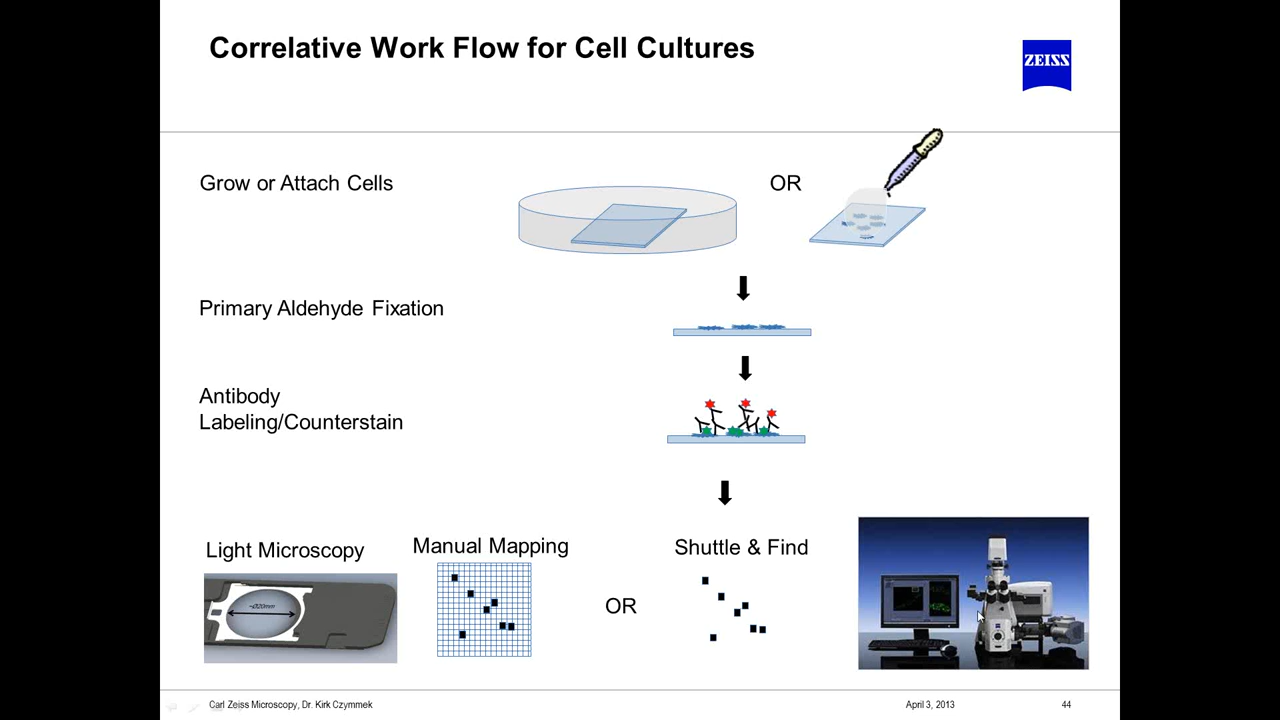 Correlative Work Flow for Cell Cultures
ZEISS
Grow or Attach Cells
OR
Primary Aldehyde Fixation
Antibody
Labeling/Counterstain
Light Microscopy
Manual Mapping
Shuttle & Find
~Ø20mm
OR
Carl Zeiss Microscopy, Dr. Kirk Czymmek
April 3, 2013
44